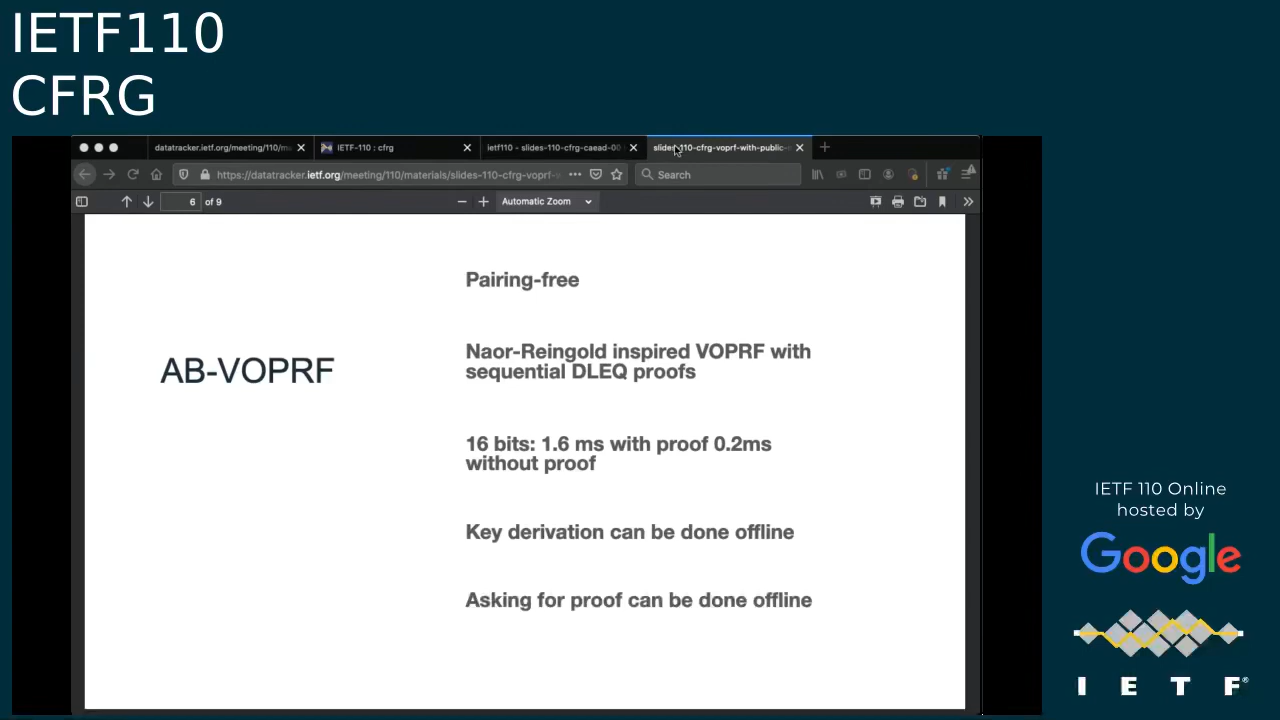 IETF110
CFRG
datatracker.ietf.org/meeting/110/m
IETF-110 : cfrg
ietf110 - slides-110-cfrg-caead-00
slides-110-cfrg-voprf-with-public-
https://datatracker.ietf.org/meeting/110/materials/slides-110-cfrg-voprf-
Search
6 of 9
Automatic Zoom
AB-VOPRF
Pairing-free
Naor-Reingold inspired VOPRF with
sequential DLEQ proofs
16 bits: 1.6 ms with proof 0.2ms
without proof
Key derivation can be done offline
Asking for proof can be done offline
IETF 110 Online
hosted by
Google
I E T F®